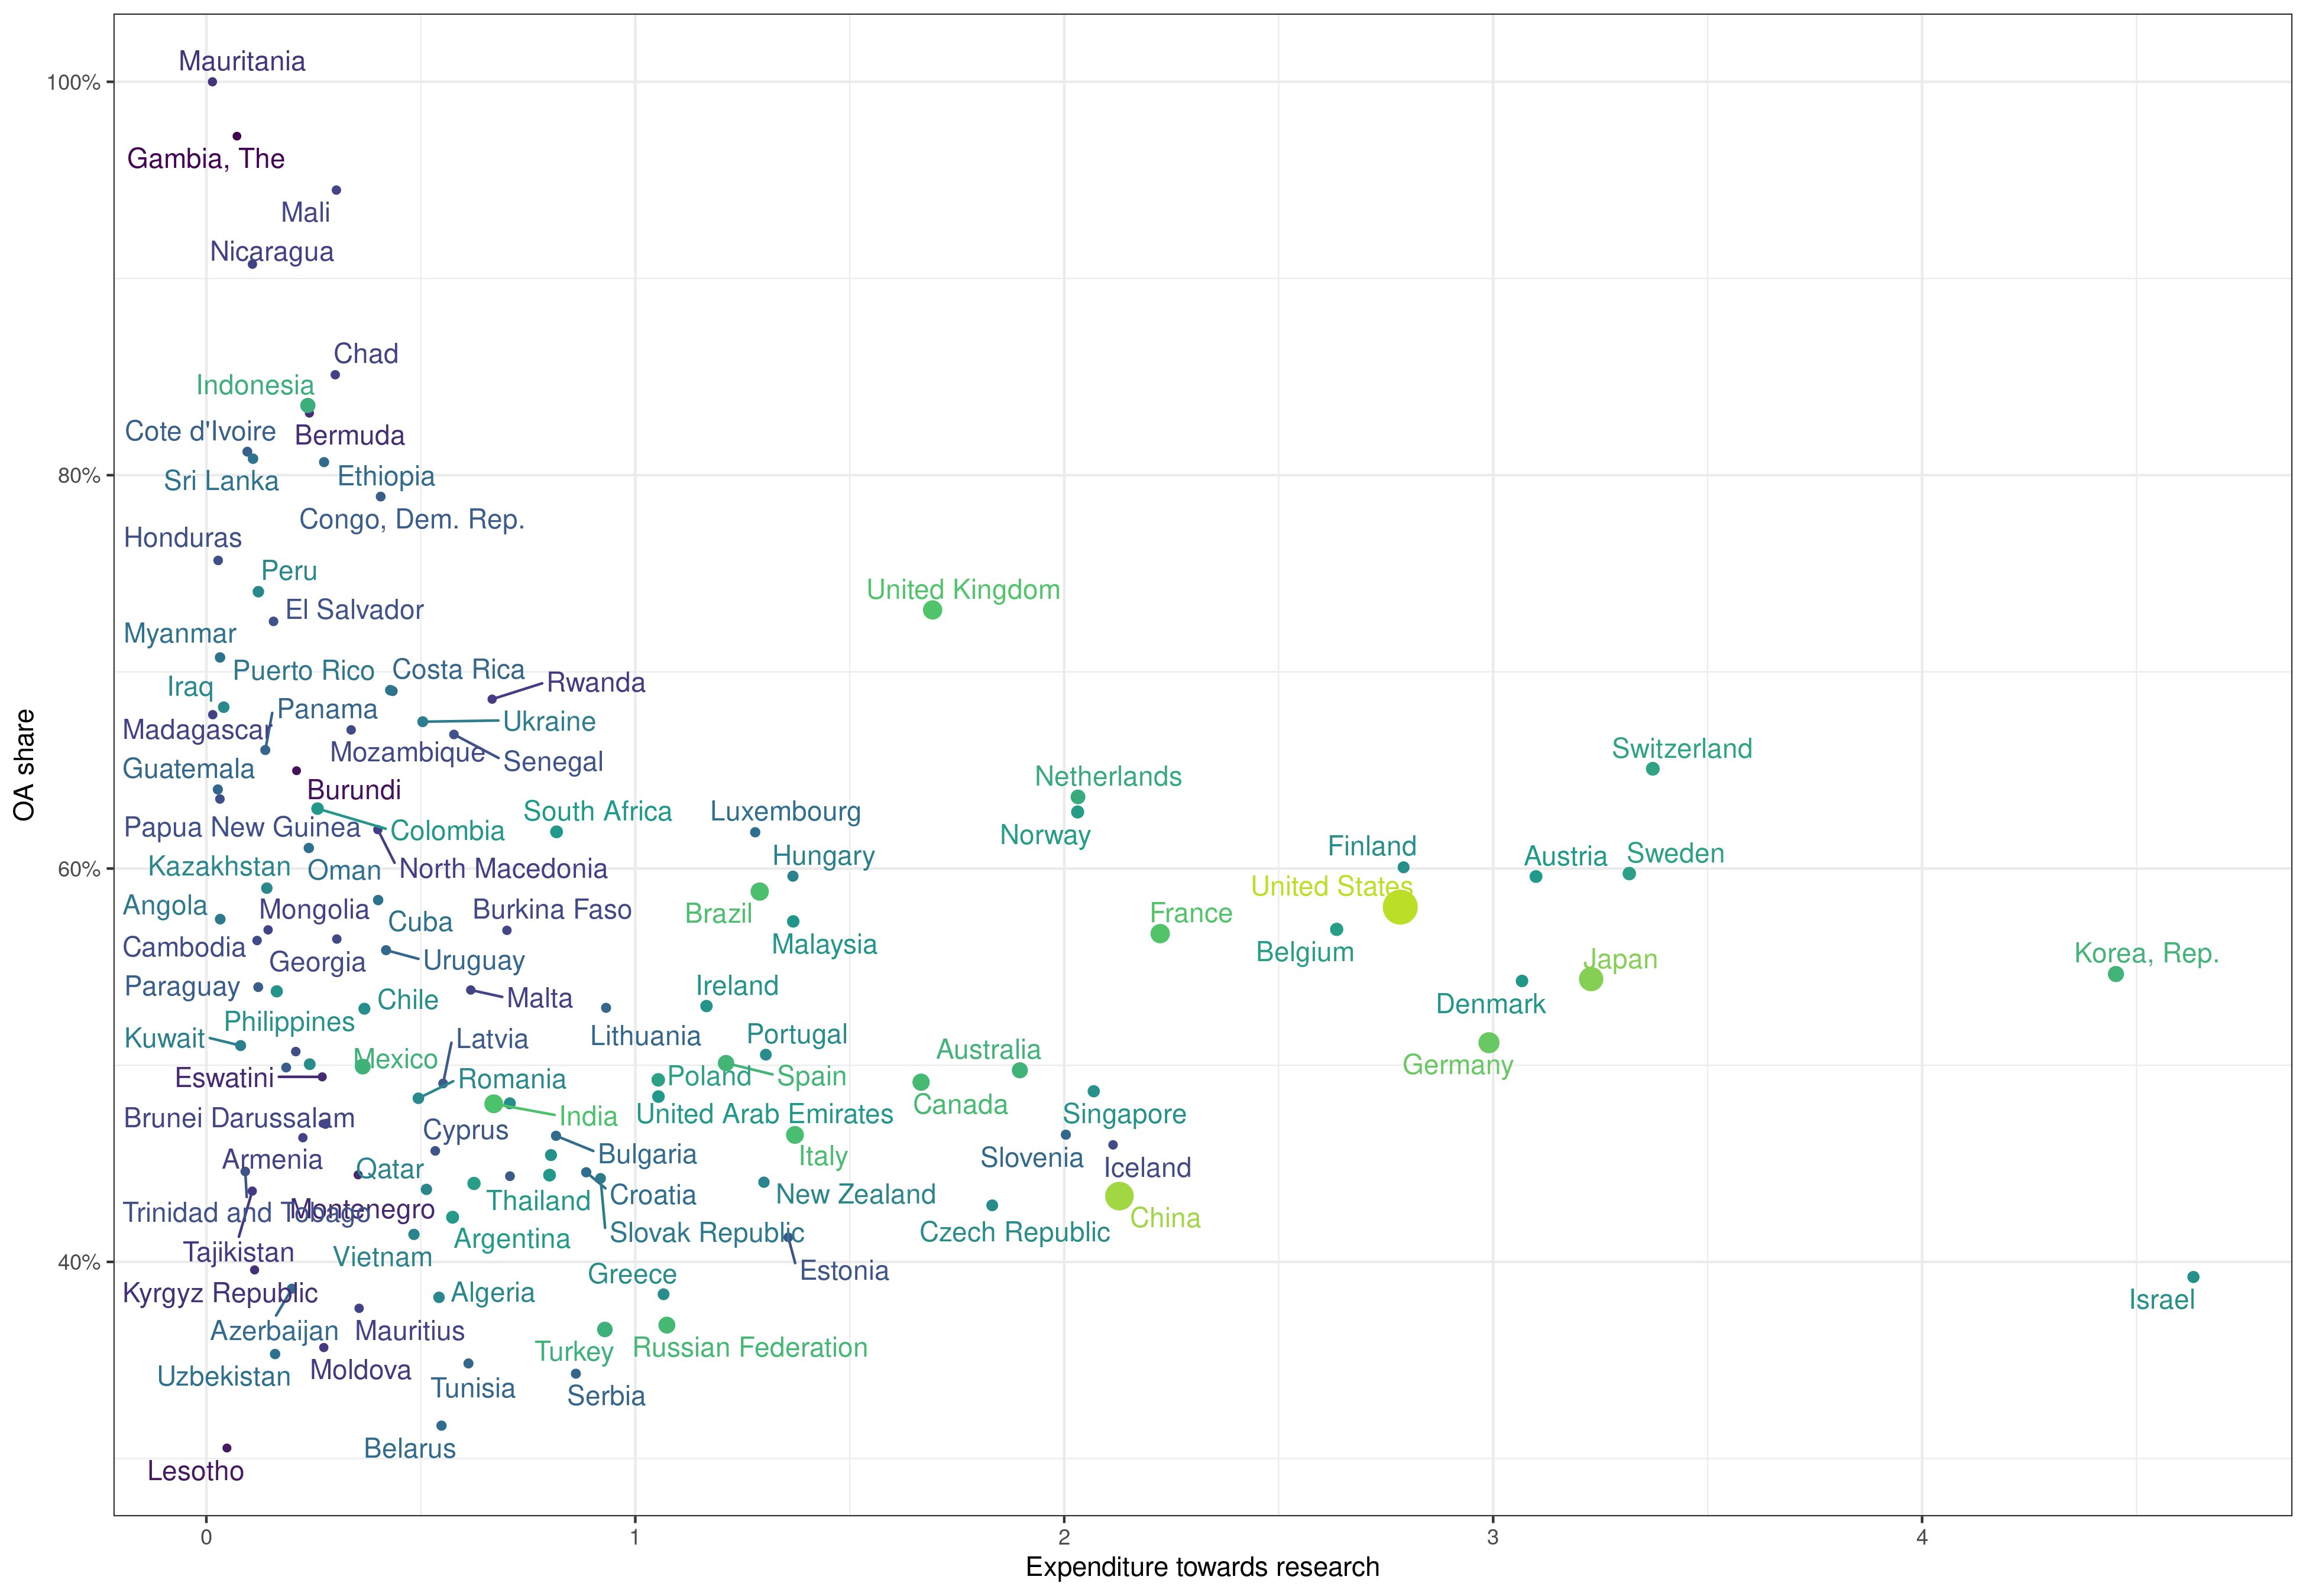 Mauritania
100%
Gambia, The
Mali
Nicaragua
Chad
Indonesia
Cote d'Ivoire
Bermuda
80%
Sri Lanka
Ethiopia
Congo, Dem. Rep.
Honduras
Peru
United Kingdom
El Salvador
Myanmar
Puerto Rico
Costa Rica
Rwanda
Iraq
Panama
Ukraine
Madagascar
Mozambique
Senegal
Switzerland
Guatemala
Netherlands
Burundi
South Africa
Luxembourg
Papua New Guinea
Colombia
Norway
Kazakhstan
Oman
North Macedonia
Hungary
Finland
Austria
Sweden
60%
United States
Angola
Mongolia
Burkina Faso
Brazil
France
Cuba
Cambodia
Georgia
Uruguay
Malaysia
Belgium
Japan
Korea, Rep.
Paraguay
Chile
Malta
Ireland
Denmark
Philippines
Kuwait
Latvia
Lithuania
Portugal
Australia
Mexico
Germany
Eswatini
Romania
Poland
Spain
Canada
Brunei Darussalam
India
United Arab Emirates
Singapore
Cyprus
Armenia
Qatar
Bulgaria
Italy
Slovenia
Iceland
Thailand
Croatia
New Zealand
Trinidad and Tobago
Montenegro
China
Tajikistan
Vietnam
Argentina
Slovak Republic
Czech Republic
40%
Estonia
Greece
Kyrgyz Republic
Algeria
Israel
Azerbaijan
Mauritius
Turkey
Russian Federation
Uzbekistan
Moldova
Tunisia
Serbia
Belarus
Lesotho
OA share
0
1
2
3
4
Expenditure towards research